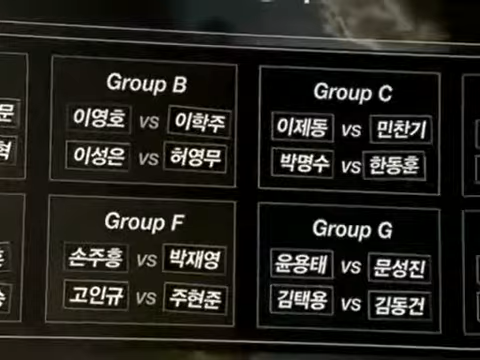 Group B
이영호 vs 이학주
이성은 vs 허영무
Group C
이제동 vs 민찬기
박명수 vs 한동훈
Group F
손주흥 vs 박재영
고인규 vs 주현준
Group G
윤용태 vs 문성진
김택용 vs 김동건